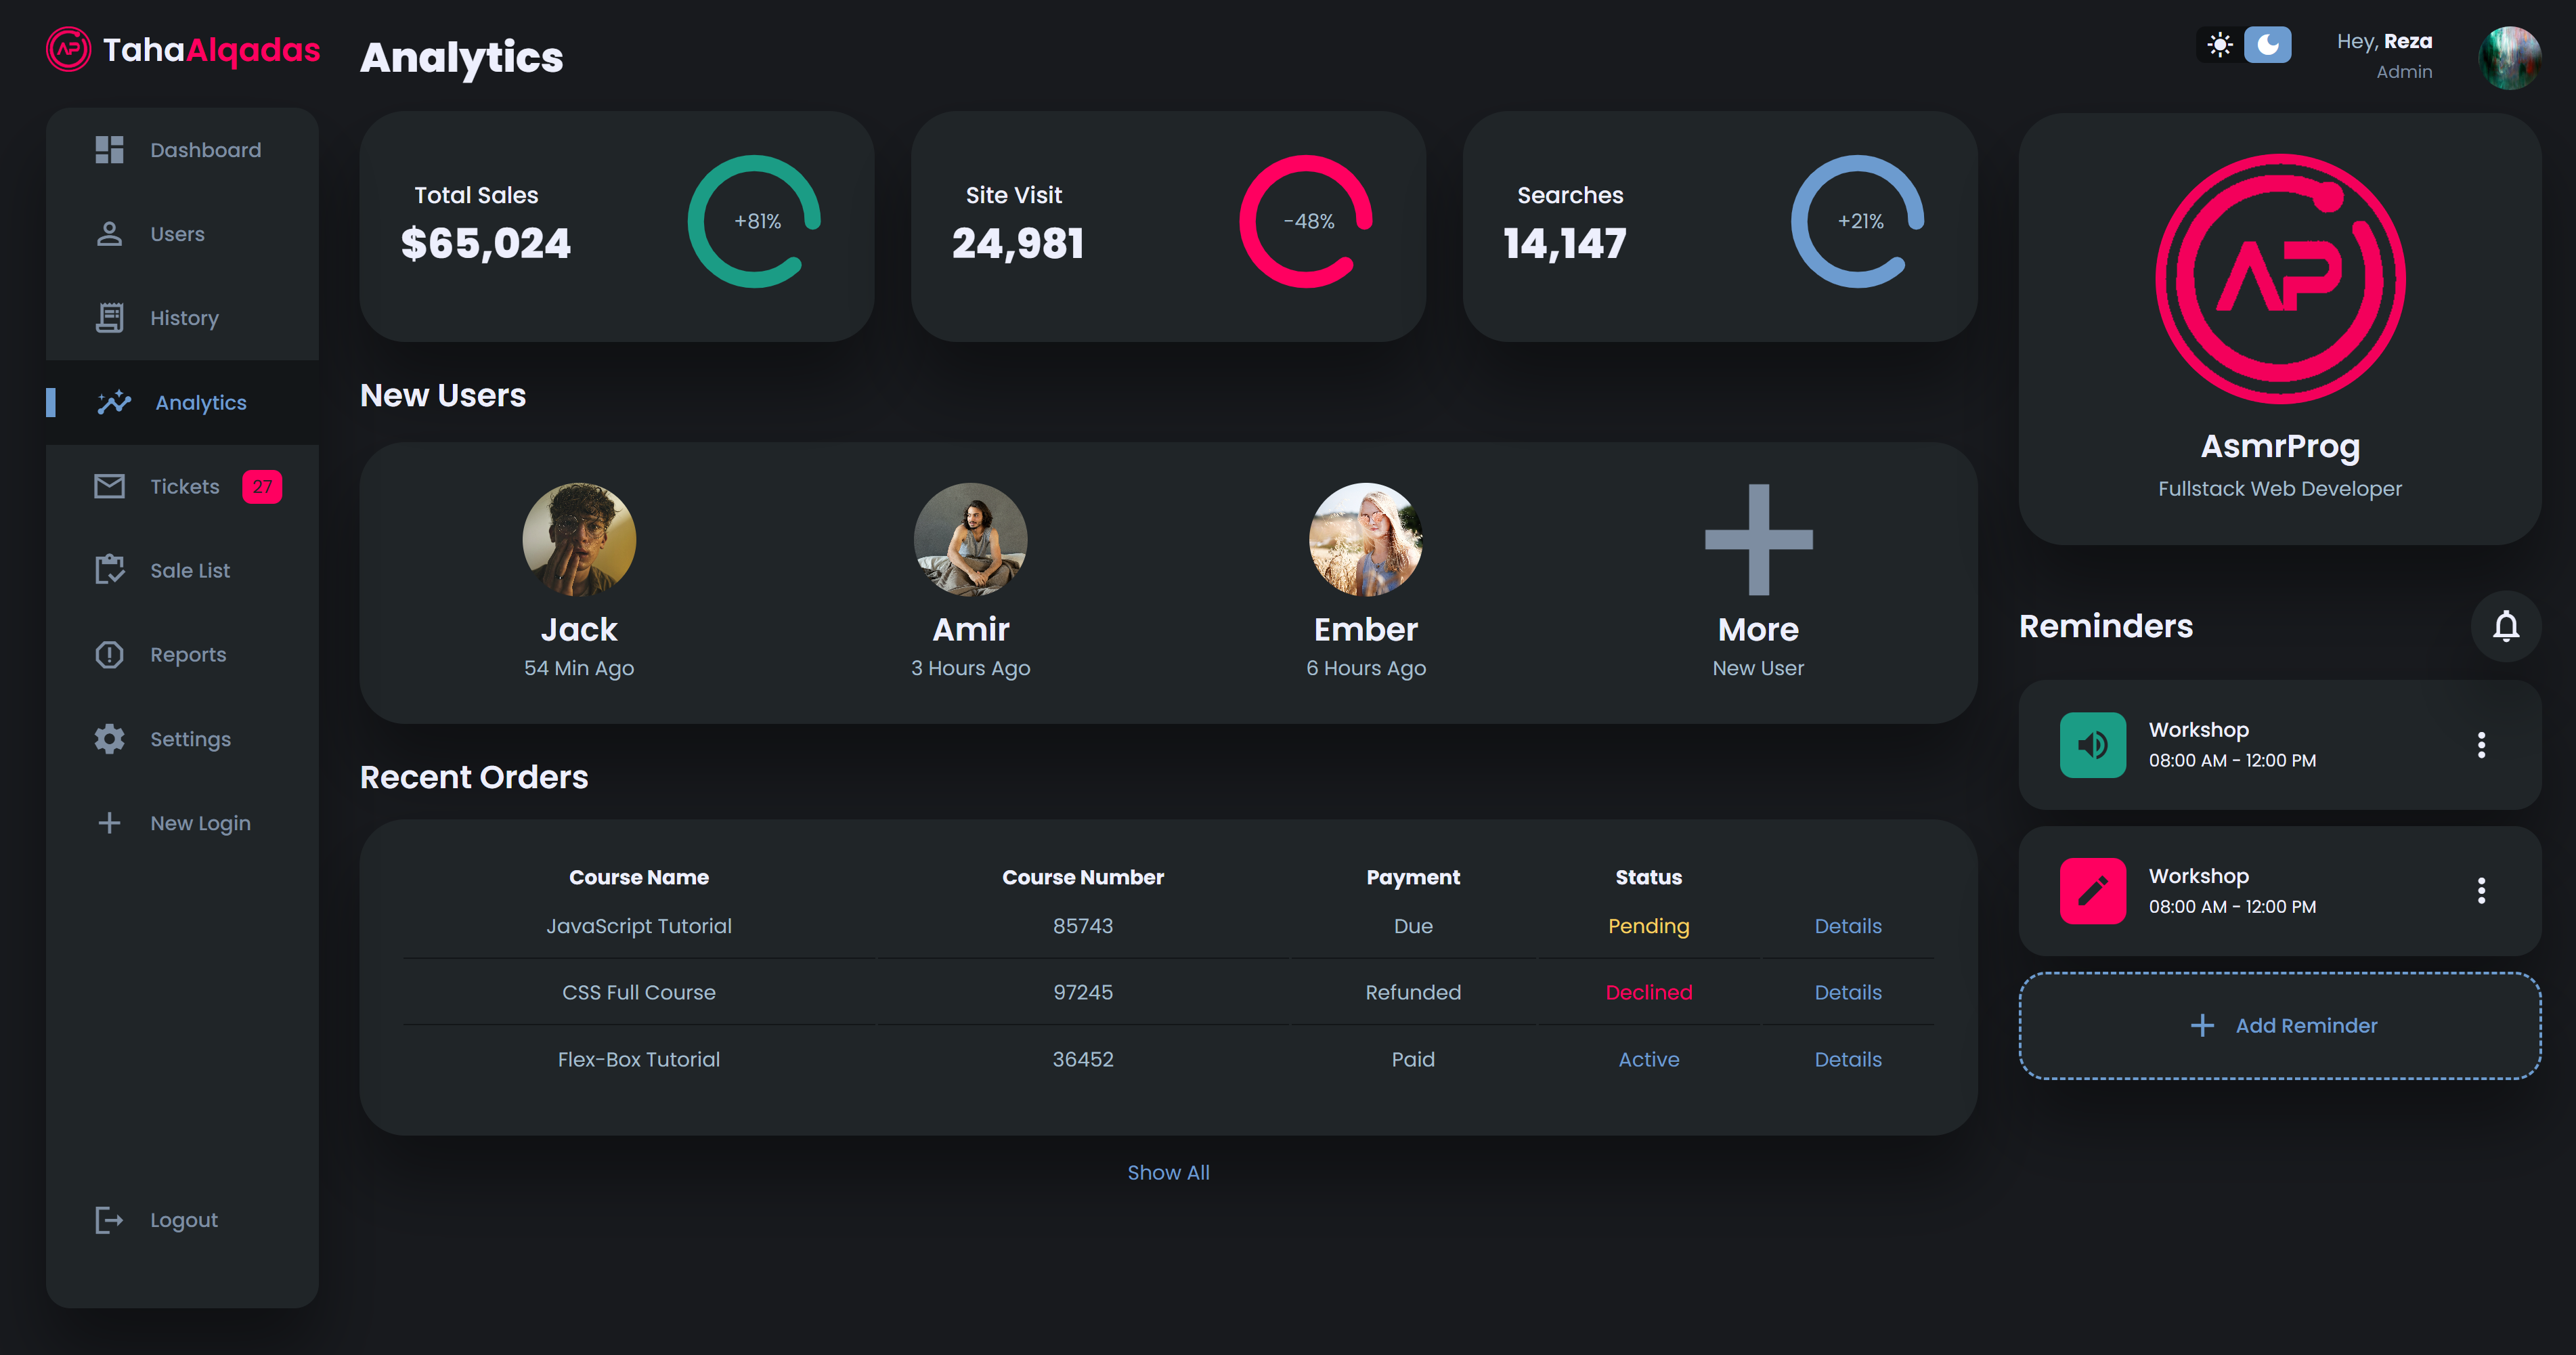 AP TahaAlqadas
Dashboard
Users
History
Analytics
Tickets 27
Sale List
Reports
Settings
New Login
Logout
Analytics
Total Sales
$65,024
+81%
Site Visit
24,981
-48%
Searches
14,147
+21%
New Users
Jack
54 Min Ago
Amir
3 Hours Ago
Ember
6 Hours Ago
More
New User
Recent Orders
Course Name Course Number Payment Status
JavaScript Tutorial 85743 Due Pending Details
CSS Full Course 97245 Refunded Declined Details
Flex-Box Tutorial 36452 Paid Active Details
Show All
Hey, Reza
Admin
AP
AsmrProg
Fullstack Web Developer
Reminders
Workshop
08:00 AM - 12:00 PM
Workshop
08:00 AM - 12:00 PM
Add Reminder